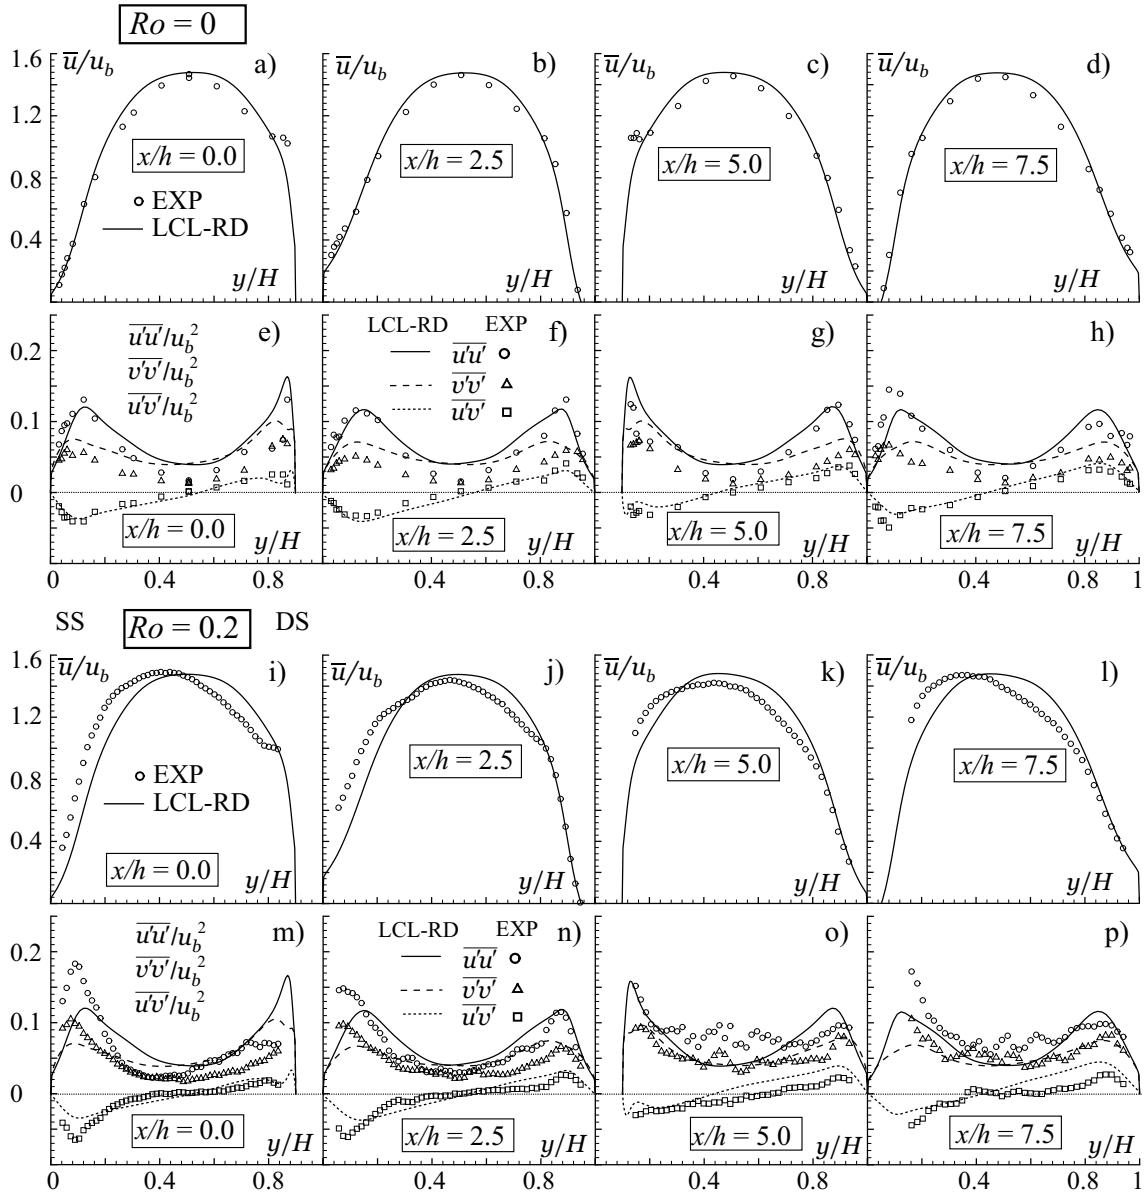 Ro = 0
1.6 u̅/u_b a) u̅/u_b b) u̅/u_b c) u̅/u_b d)
1.2
x/h = 0.0 x/h = 2.5 x/h = 5.0 x/h = 7.5
0.8
EXP
LCL-RD
0.4
y/H y/H y/H y/H
LCL-RD EXP
0.2 u'u'/u_b² e) u'u' f) g) h)
v'v'/u_b² v'v'
0.1 u'v'/u_b² u'v'
0
x/h = 0.0 y/H x/h = 2.5 y/H x/h = 5.0 y/H x/h = 7.5 y/H
0 0.4 0.8 0.4 0.8 0.4 0.8 0.4 0.8 1
SS Ro = 0.2 DS
1.6 u̅/u_b i) u̅/u_b j) u̅/u_b k) u̅/u_b l)
1.2
x/h = 2.5 x/h = 5.0 x/h = 7.5
0.8 EXP
LCL-RD
0.4
x/h = 0.0 y/H y/H y/H y/H
LCL-RD EXP
0.2 u'u'/u_b² m) u'u' n) o) p)
v'v'/u_b² v'v'
0.1 u'v'/u_b² u'v'
0
x/h = 0.0 y/H x/h = 2.5 y/H x/h = 5.0 y/H x/h = 7.5 y/H
0 0.4 0.8 0.4 0.8 0.4 0.8 0.4 0.8 1